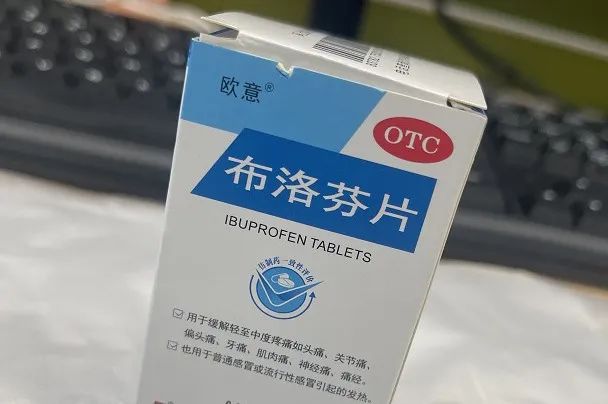 欧意®
OTC
布洛芬片
IBUPROFEN TABLETS
仿制药一致性评价
用于缓解轻至中度疼痛如头痛、关节痛、
偏头痛、牙痛、肌肉痛、神经痛、痛经。
也用于普通感冒或流行性感冒引起的发热。